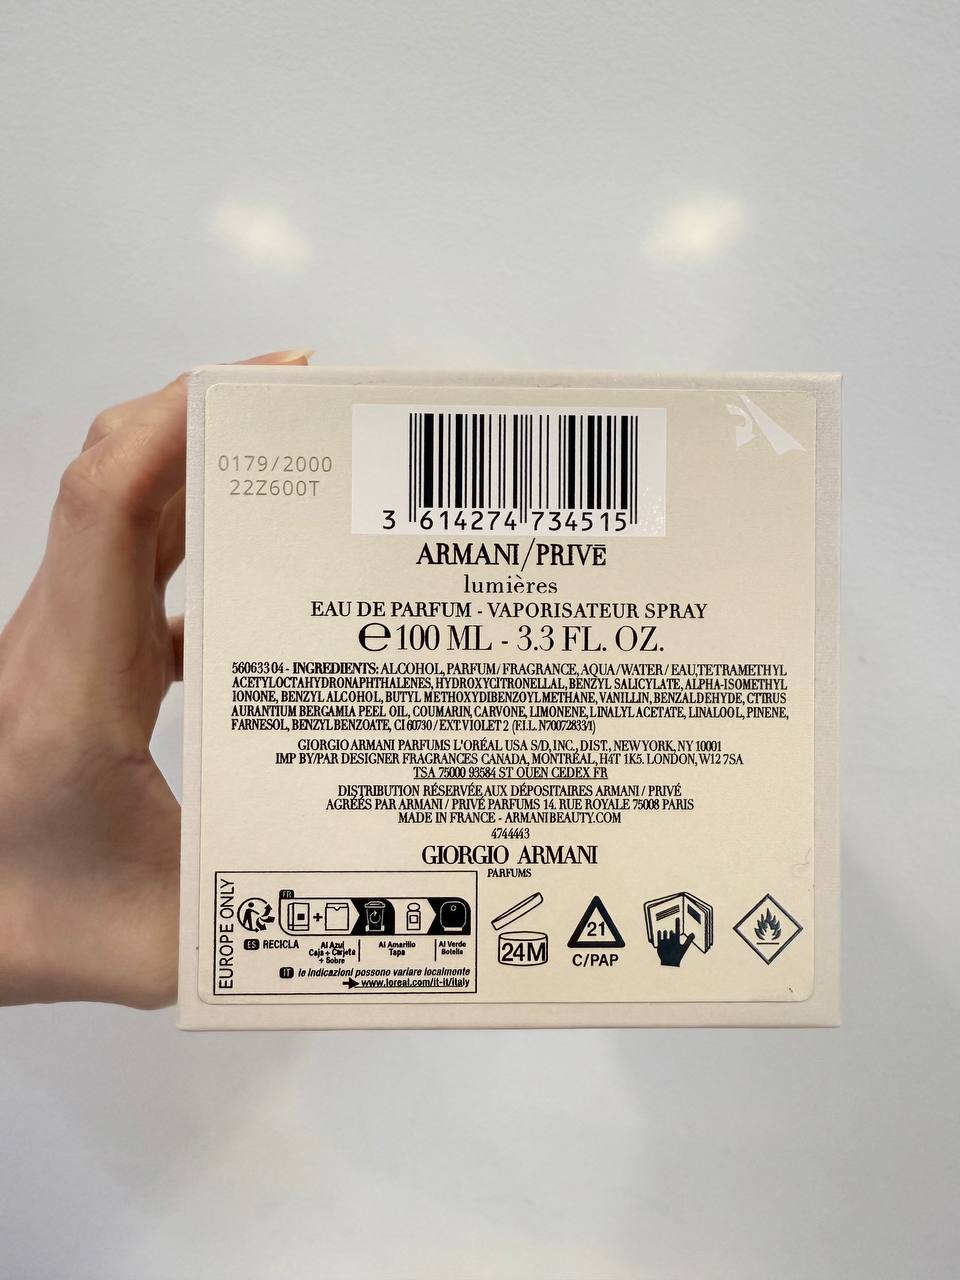 0179/2000
22Z600T
3 614274 734515
ARMANI/PRIVĒ
lumières
EAU DE PARFUM - VAPORISATEUR SPRAY
℮100 ML - 3.3 FL. OZ.
560633 04 - INGREDIENTS: ALCOHOL, PARFUM / FRAGRANCE, AQUA / WATER / EAU, TETRAMETHYL
ACETYLOCTAHYDRONAPHTHALENES, HYDROXYCITRONELLAL, BENZYL SALICYLATE, ALPHA-ISOMETHYL
IONONE, BENZYL ALCOHOL, BUTYL METHOXYDIBENZOYLMETHANE, VANILLIN, BENZALDEHYDE, CITRUS
AURANTIUM BERGAMIA PEEL OIL, COUMARIN, CARVONE, LIMONENE, LINALYL ACETATE, LINALOOL, PINENE,
FARNESOL, BENZYL BENZOATE, CI 60730 / EXT. VIOLET 2 (F.I.L. N70072833/1)
GIORGIO ARMANI PARFUMS L'ORÉAL USA S/D, INC., DIST., NEW YORK, NY 10001
IMP BY/PAR DESIGNER FRAGRANCES CANADA, MONTRÉAL, H4T 1K5. LONDON, W12 7SA
TSA 75000 93584 ST OUEN CEDEX FR
DISTRIBUTION RÉSERVÉE AUX DÉPOSITAIRES ARMANI / PRIVÉ
AGRÉÉS PAR ARMANI / PRIVÉ PARFUMS 14, RUE ROYALE 75008 PARIS
MADE IN FRANCE - ARMANIBEAUTY.COM
4744443
GIORGIO ARMANI
PARFUMS
EUROPE ONLY
FR
ES RECICLA
Al Azul
Caja + Carjeta
+ Sobre
Al Amarillo
Tapa
Al Verde
Botella
IT le indicazioni possono variare localmente
www.loreal.com/it-it/italy
24M
21
C/PAP